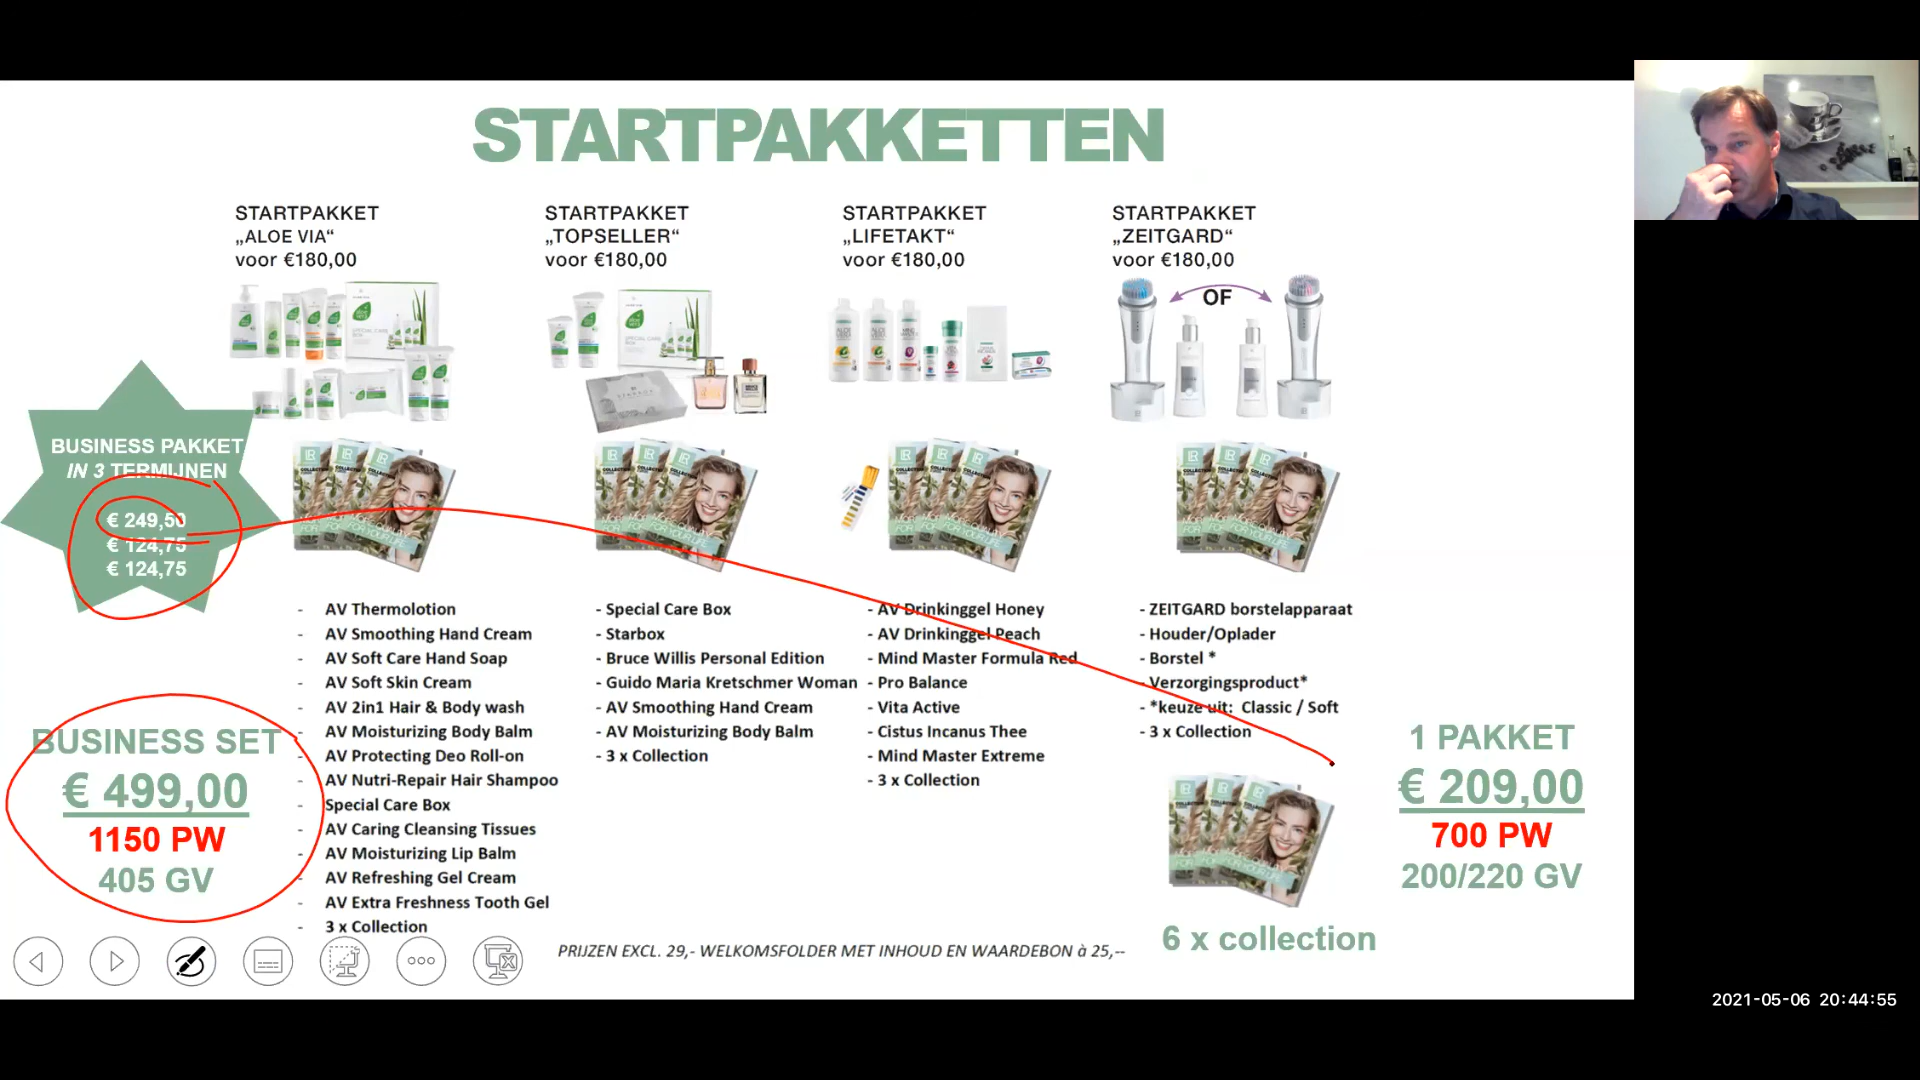 STARTPAKKETTEN
STARTPAKKET
„ALOE VIA“
voor €180,00
STARTPAKKET
„TOPSELLER“
voor €180,00
STARTPAKKET
„LIFETAKT“
voor €180,00
STARTPAKKET
„ZEITGARD“
voor €180,00
OF
BUSINESS PAKKET
IN 3 TERMIJNEN
€ 249,50
€ 124,75
€ 124,75
- AV Thermolotion
- AV Smoothing Hand Cream
- AV Soft Care Hand Soap
- AV Soft Skin Cream
- AV 2in1 Hair & Body wash
- AV Moisturizing Body Balm
- AV Protecting Deo Roll-on
- AV Nutri-Repair Hair Shampoo
- Special Care Box
- AV Caring Cleansing Tissues
- AV Moisturizing Lip Balm
- AV Refreshing Gel Cream
- AV Extra Freshness Tooth Gel
- 3 x Collection
- Special Care Box
- Starbox
- Bruce Willis Personal Edition
- Guido Maria Kretschmer Woman
- AV Smoothing Hand Cream
- AV Moisturizing Body Balm
- 3 x Collection
- AV Drinkinggel Honey
- AV Drinkinggel Peach
- Mind Master Formula Red
- Pro Balance
- Vita Active
- Cistus Incanus Thee
- Mind Master Extreme
- 3 x Collection
- ZEITGARD borstelapparaat
- Houder/Oplader
- Borstel *
- Verzorgingsproduct*
- *keuze uit: Classic / Soft
- 3 x Collection
BUSINESS SET
€ 499,00
1150 PW
405 GV
1 PAKKET
€ 209,00
700 PW
200/220 GV
6 x collection
PRIJZEN EXCL. 29,- WELKOMSFOLDER MET INHOUD EN WAARDEBON à 25,--
2021-05-06 20:44:55